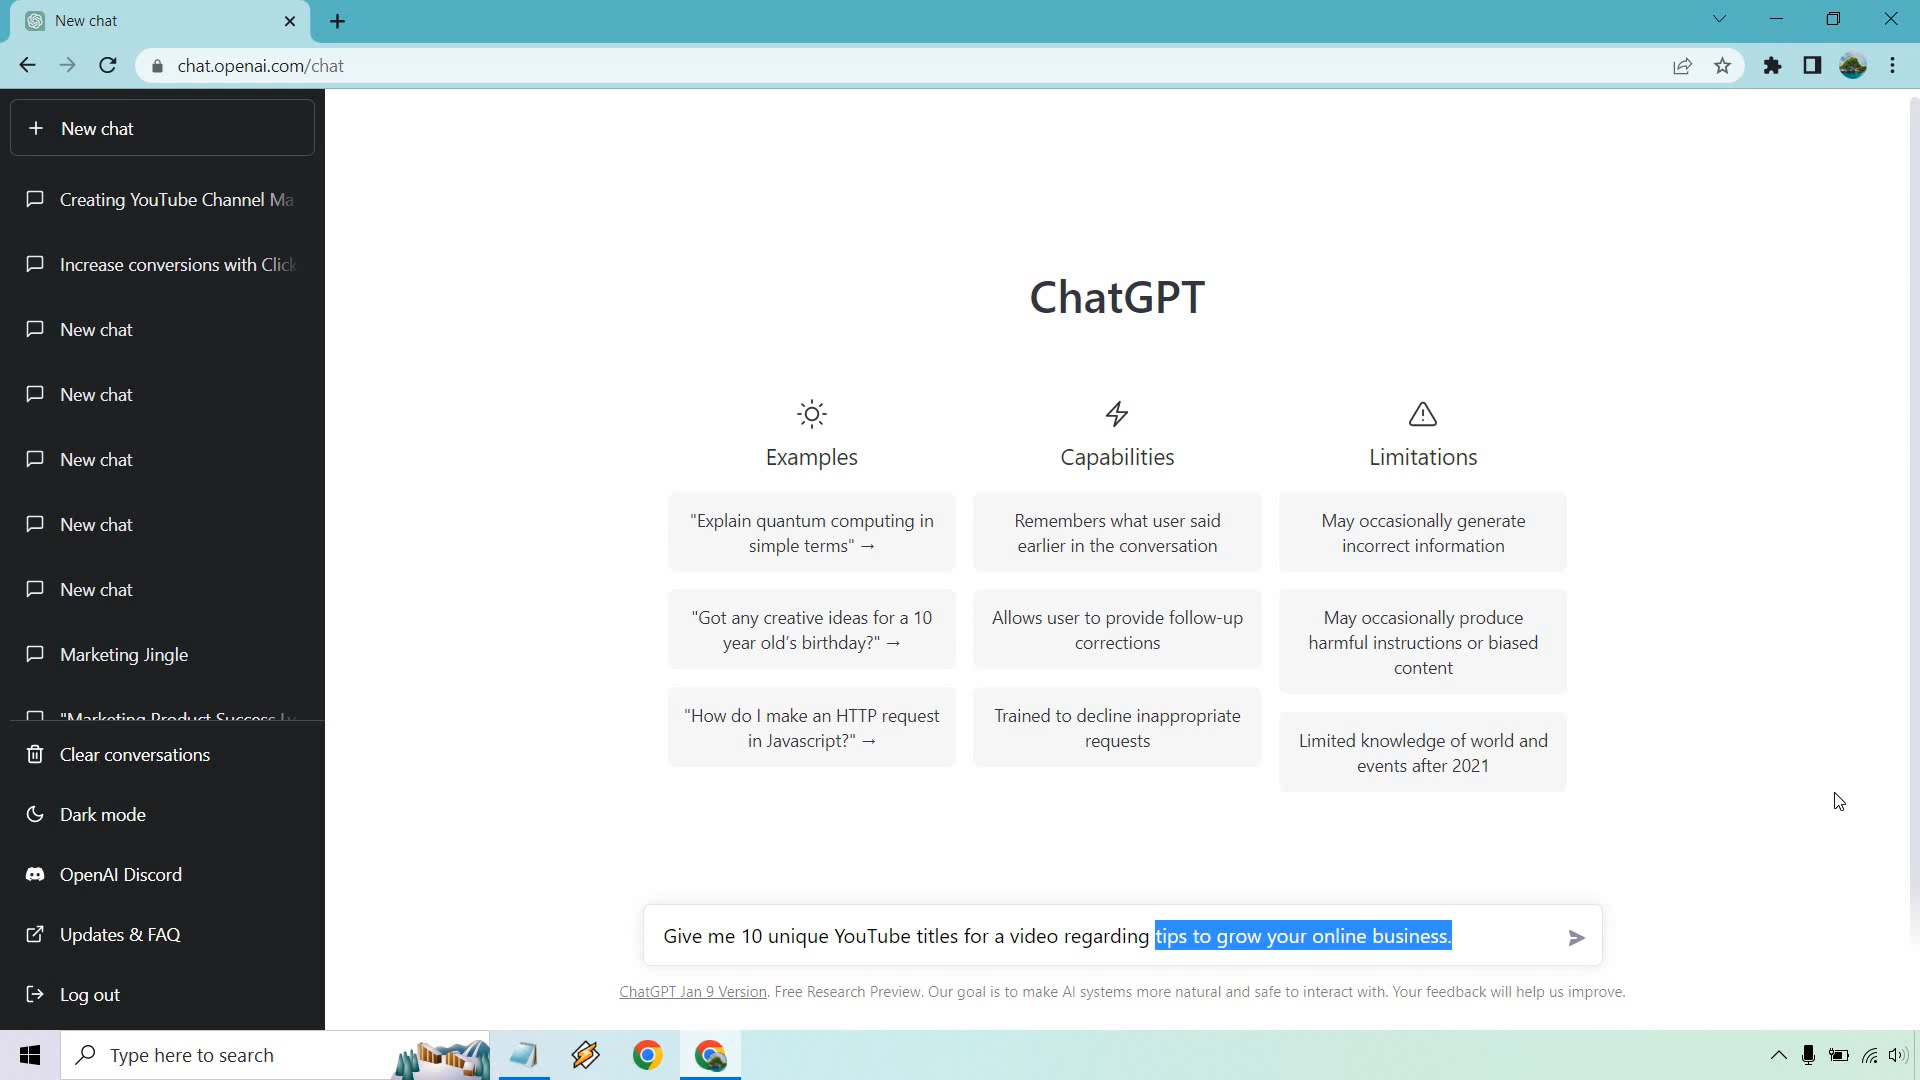 New chat
chat.openai.com/chat
New chat
Creating YouTube Channel Ma
Increase conversions with Click
New chat
New chat
New chat
New chat
New chat
Marketing Jingle
"Marketing Product Success Ly
Clear conversations
Dark mode
OpenAI Discord
Updates & FAQ
Log out
ChatGPT
Examples
"Explain quantum computing in
simple terms" →
"Got any creative ideas for a 10
year old's birthday?" →
"How do I make an HTTP request
in Javascript?" →
Capabilities
Remembers what user said
earlier in the conversation
Allows user to provide follow-up
corrections
Trained to decline inappropriate
requests
Limitations
May occasionally generate
incorrect information
May occasionally produce
harmful instructions or biased
content
Limited knowledge of world and
events after 2021
Give me 10 unique YouTube titles for a video regarding tips to grow your online business.
ChatGPT Jan 9 Version. Free Research Preview. Our goal is to make AI systems more natural and safe to interact with. Your feedback will help us improve.
Type here to search